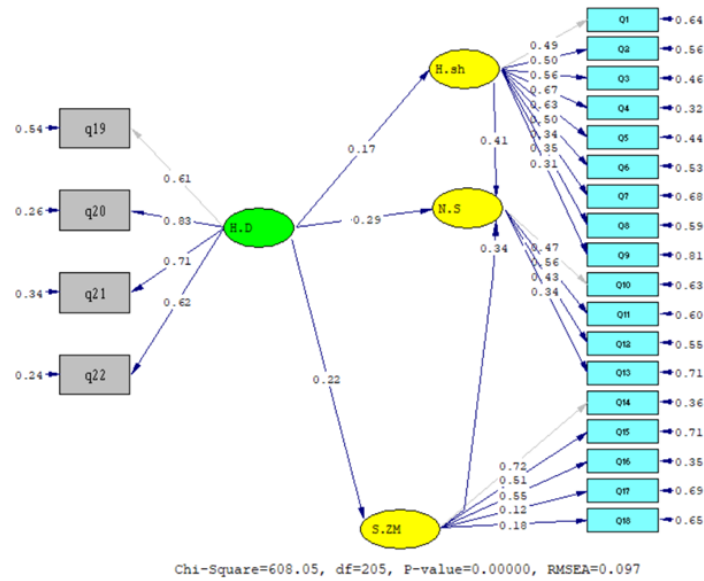 0.54 q19
0.26 q20
0.34 q21
0.24 q22
0.61
0.83
0.71
0.62
H.D
0.17
-0.29
0.22
H.sh
0.41
N.S
0.34
S.ZM
0.49
0.50
0.56
0.67
0.63
0.50
0.34
0.35
0.31
0.47
0.56
0.43
0.34
0.72
0.51
0.55
0.12
0.18
Q1 0.64
Q2 0.56
Q3 0.46
Q4 0.32
Q5 0.44
Q6 0.53
Q7 0.68
Q8 0.59
Q9 0.81
Q10 0.63
Q11 0.60
Q12 0.55
Q13 0.71
Q14 0.36
Q15 0.71
Q16 0.35
Q17 0.69
Q18 0.65
Chi-Square=608.05, df=205, P-value=0.00000, RMSEA=0.097